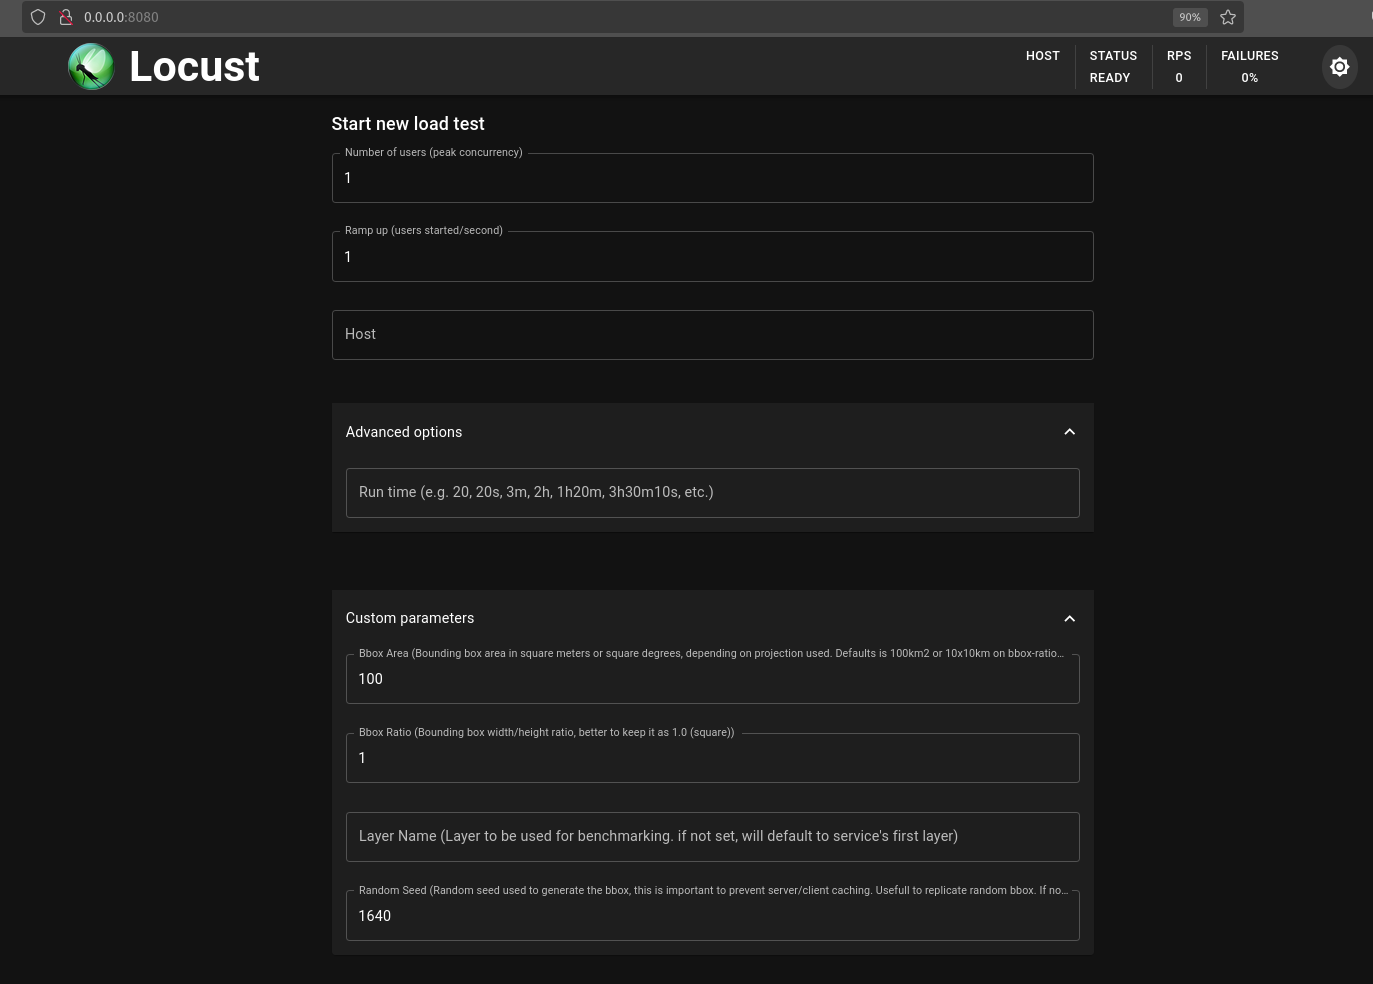 0.0.0.0:8080
90%
Locust
HOST
STATUS
READY
RPS
0
FAILURES
0%
Start new load test
Number of users (peak concurrency)
1
Ramp up (users started/second)
1
Host
Advanced options
Run time (e.g. 20, 20s, 3m, 2h, 1h20m, 3h30m10s, etc.)
Custom parameters
Bbox Area (Bounding box area in square meters or square degrees, depending on projection used. Defaults is 100km2 or 10x10km on bbox-ratio…
100
Bbox Ratio (Bounding box width/height ratio, better to keep it as 1.0 (square))
1
Layer Name (Layer to be used for benchmarking. if not set, will default to service's first layer)
Random Seed (Random seed used to generate the bbox, this is important to prevent server/client caching. Usefull to replicate random bbox. If no…
1640